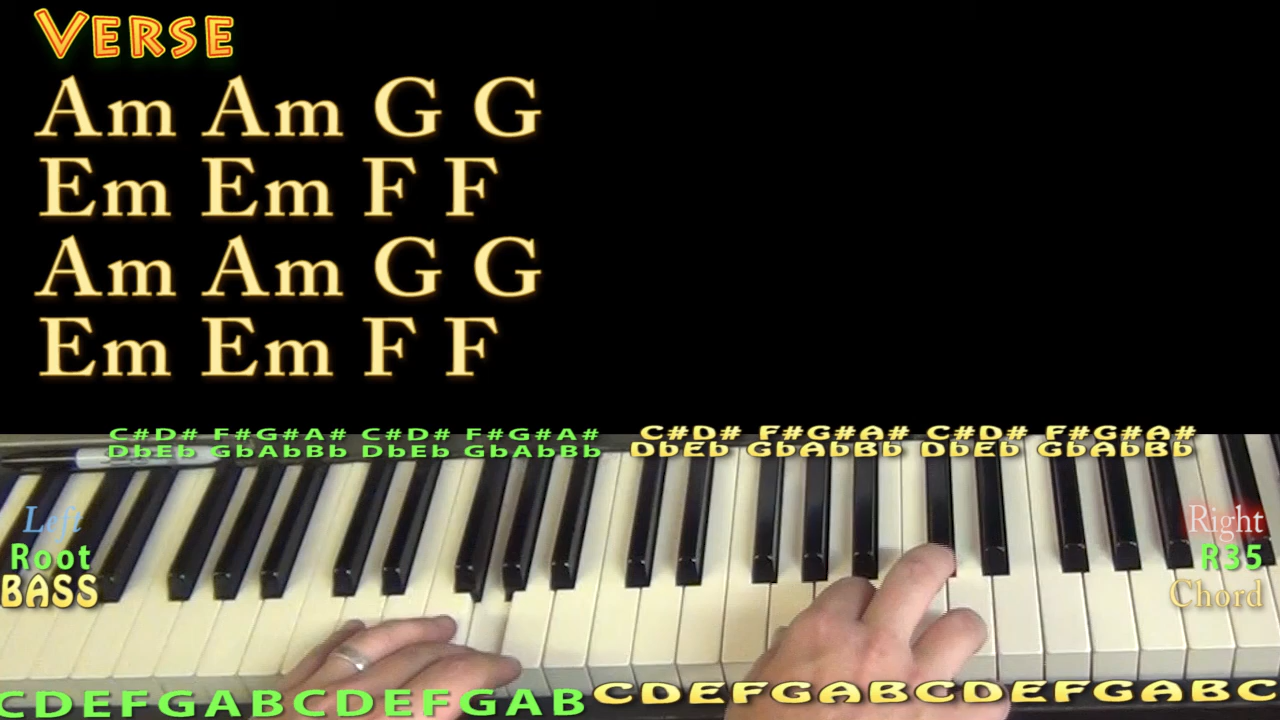 VERSE
Am Am G G
Em Em F F
Am Am G G
Em Em F F
C#D# F#G#A# C#D# F#G#A# C#D# F#G#A# C#D# F#G#A#
DbEb GbAbBb DbEb GbAbBb DbEb GbAbBb DbEb GbAbBb
Left
Root
BASS
Right
R35
Chord
CDEFGABCDEFGAB CDEFGABCDEFGABC